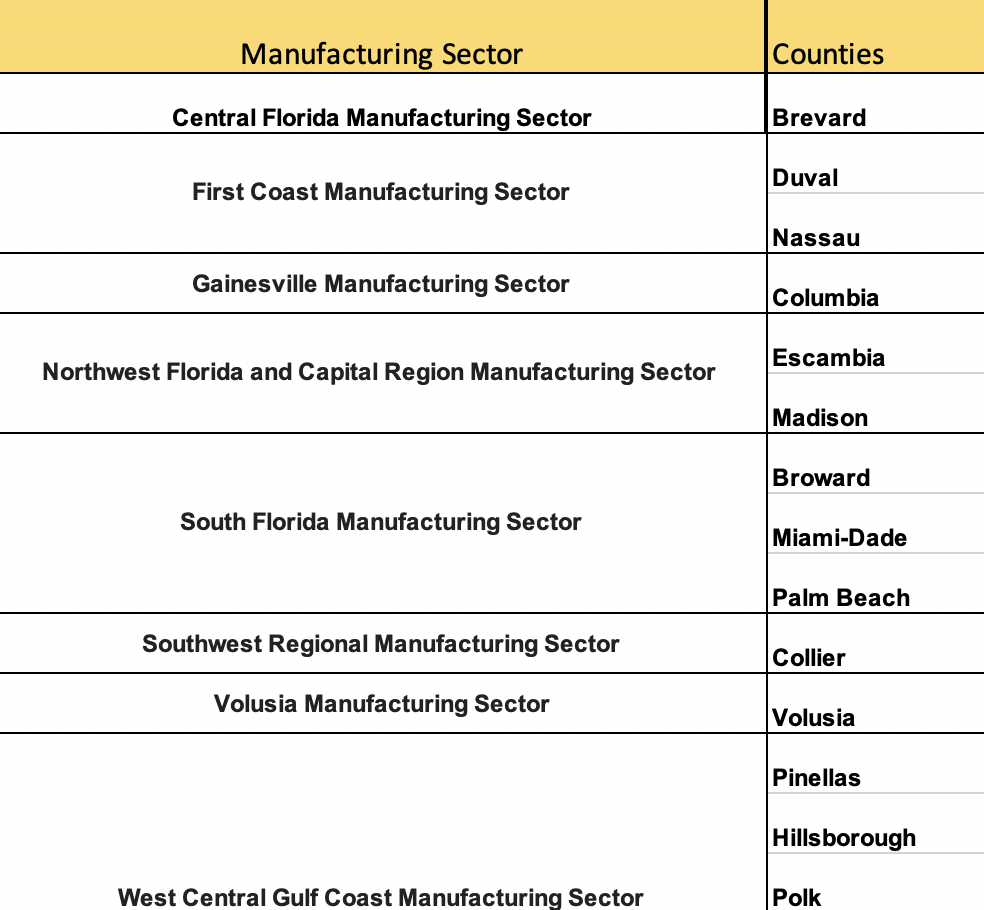 Manufacturing Sector Counties
Central Florida Manufacturing Sector Brevard
First Coast Manufacturing Sector Duval
Nassau
Gainesville Manufacturing Sector Columbia
Northwest Florida and Capital Region Manufacturing Sector Escambia
Madison
South Florida Manufacturing Sector Broward
Miami-Dade
Palm Beach
Southwest Regional Manufacturing Sector Collier
Volusia Manufacturing Sector Volusia
West Central Gulf Coast Manufacturing Sector Pinellas
Hillsborough
Polk